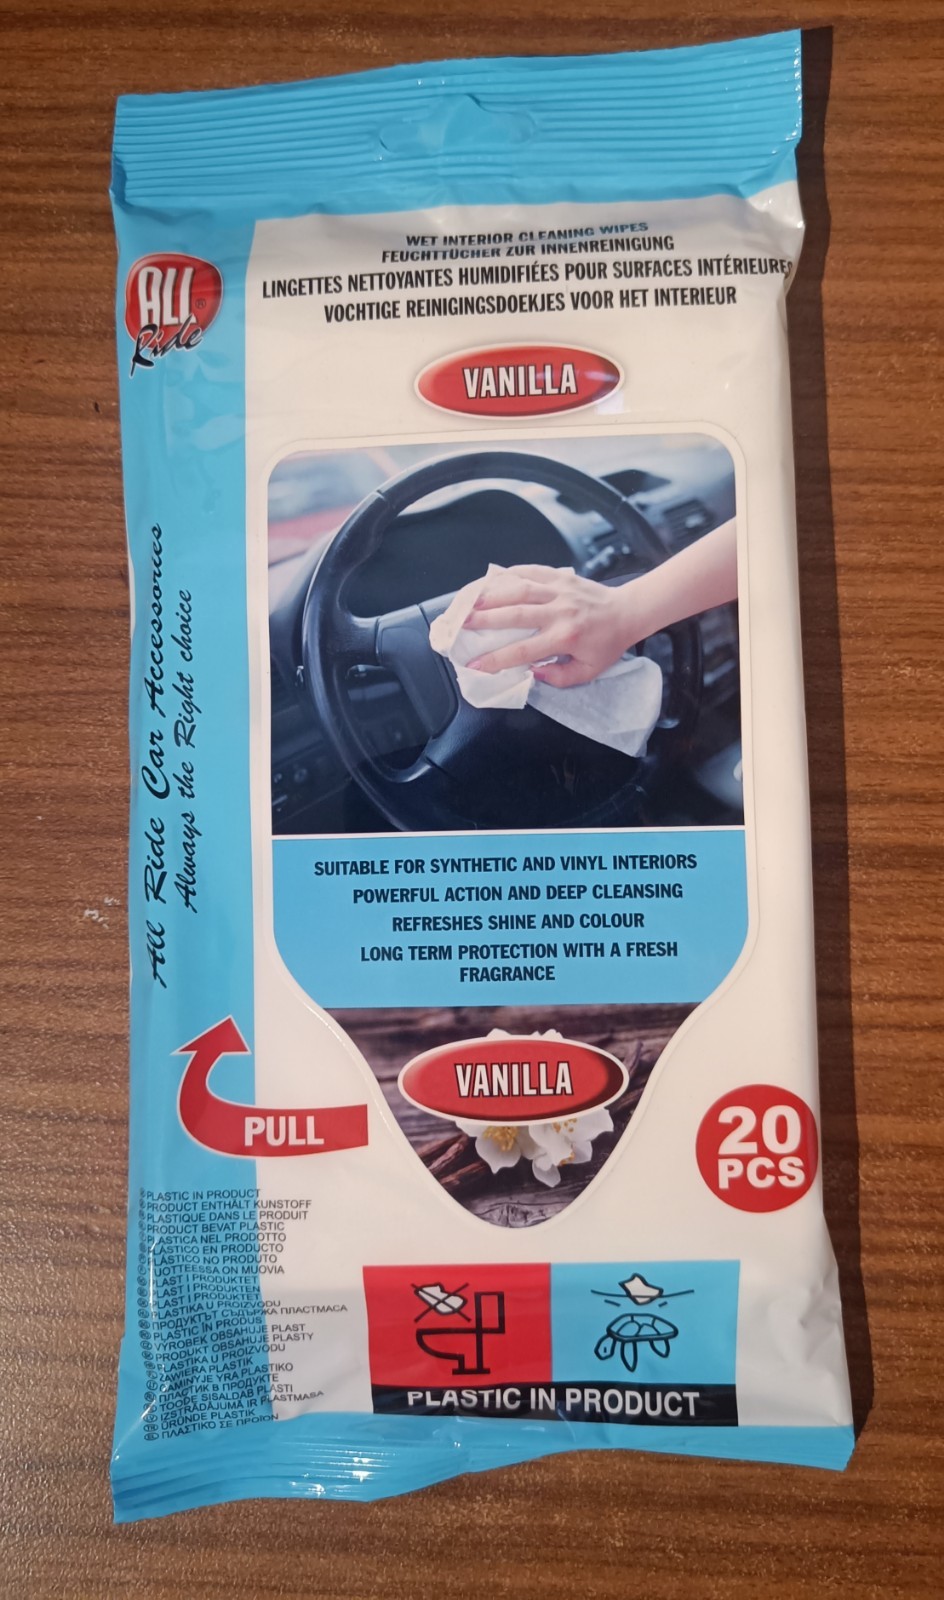 WET INTERIOR CLEANING WIPES
FEUCHTTÜCHER ZUR INNENREINIGUNG
LINGETTES NETTOYANTES HUMIDIFIÉES POUR SURFACES INTÉRIEURES
VOCHTIGE REINIGINGSDOEKJES VOOR HET INTERIEUR
ALL®
Ride
VANILLA
All Ride Car Accessories
Always the Right choice
SUITABLE FOR SYNTHETIC AND VINYL INTERIORS
POWERFUL ACTION AND DEEP CLEANSING
REFRESHES SHINE AND COLOUR
LONG TERM PROTECTION WITH A FRESH
FRAGRANCE
VANILLA
PULL
20
PCS
PLASTIC IN PRODUCT
PRODUCT ENTHÄLT KUNSTOFF
PLASTIQUE DANS LE PRODUIT
PRODUCT BEVAT PLASTIC
PLASTICA NEL PRODOTTO
PLÁSTICO EN PRODUCTO
PLÁSTICO NO PRODUTO
TUOTTEESSA ON MUOVIA
PLAST I PRODUKTET
PLAST I PRODUKTEN
PLAST I PRODUKTET
PLASTIKA U PROIZVODU
ПРОДУКТЪТ СЪДЪРЖА ПЛАСТМАСА
PLASTIC ÎN PRODUS
VÝROBEK OBSAHUJE PLAST
PRODUKT OBSAHUJE PLASTY
PLASTIKA U PROIZVODU
ZAWIERA PLASTIK
GAMINYJE YRA PLASTIKO
ПЛАСТИК В ПРОДУКТЕ
TOODE SISALDAB PLASTI
IZSTRĀDĀJUMĀ IR PLASTMASA
ÜRÜNDE PLASTIK
ΠΛΑΣΤΙΚΟ ΣΕ ΠΡΟΪΟΝ
PLASTIC IN PRODUCT